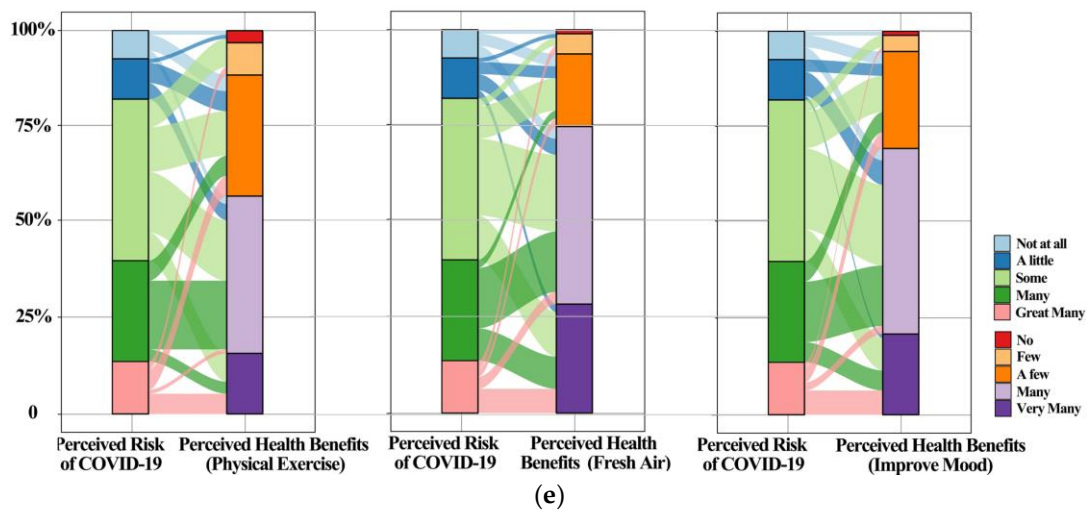 100%
75%
50%
25%
0
Not at all
A little
Some
Many
Great Many
No
Few
A few
Many
Very Many
Perceived Risk
of COVID-19
Perceived Health Benefits
(Physical Exercise)
Perceived Risk
of COVID-19
Perceived Health
Benefits (Fresh Air)
Perceived Risk
of COVID-19
Perceived Health Benefits
(Improve Mood)
(e)